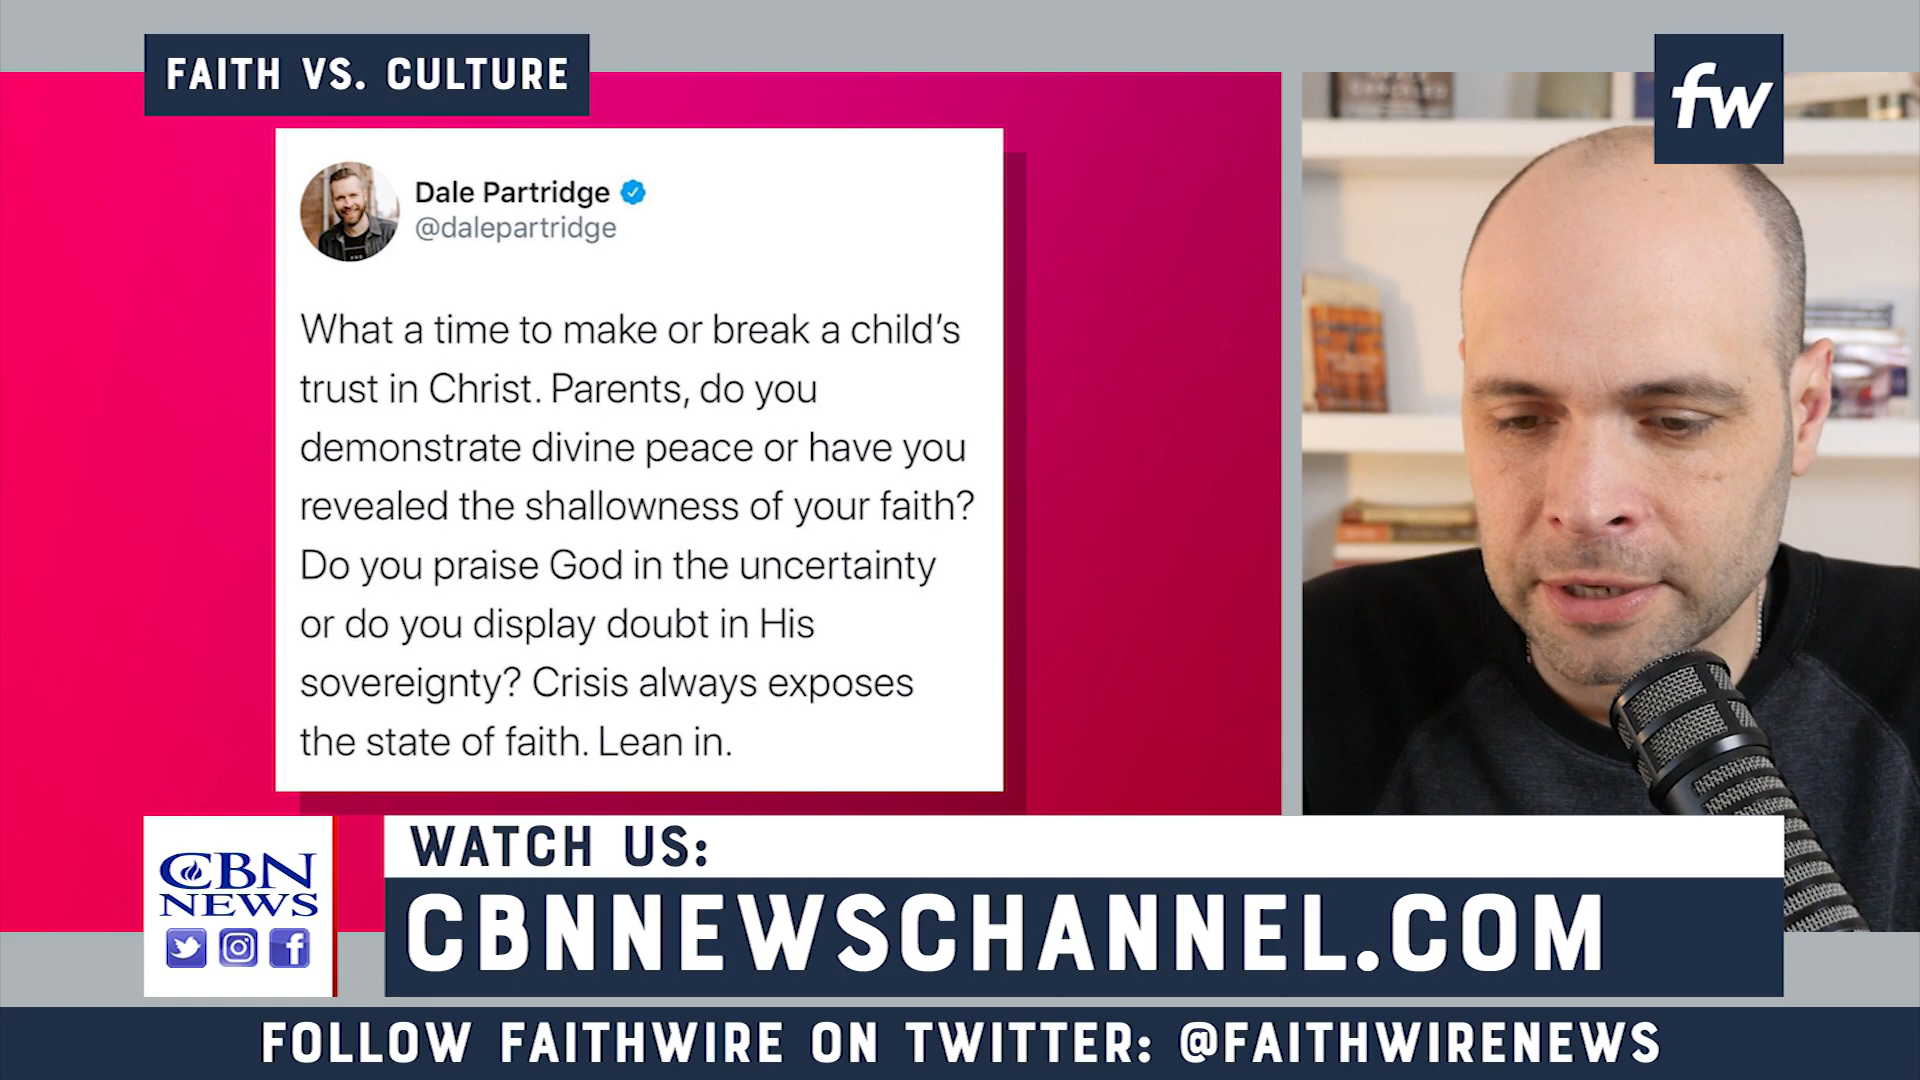 FAITH VS. CULTURE
fw
Dale Partridge
@dalepartridge
What a time to make or break a child's
trust in Christ. Parents, do you
demonstrate divine peace or have you
revealed the shallowness of your faith?
Do you praise God in the uncertainty
or do you display doubt in His
sovereignty? Crisis always exposes
the state of faith. Lean in.
CBN
NEWS
WATCH US:
CBNNEWSCHANNEL.COM
FOLLOW FAITHWIRE ON TWITTER: @FAITHWIRENEWS